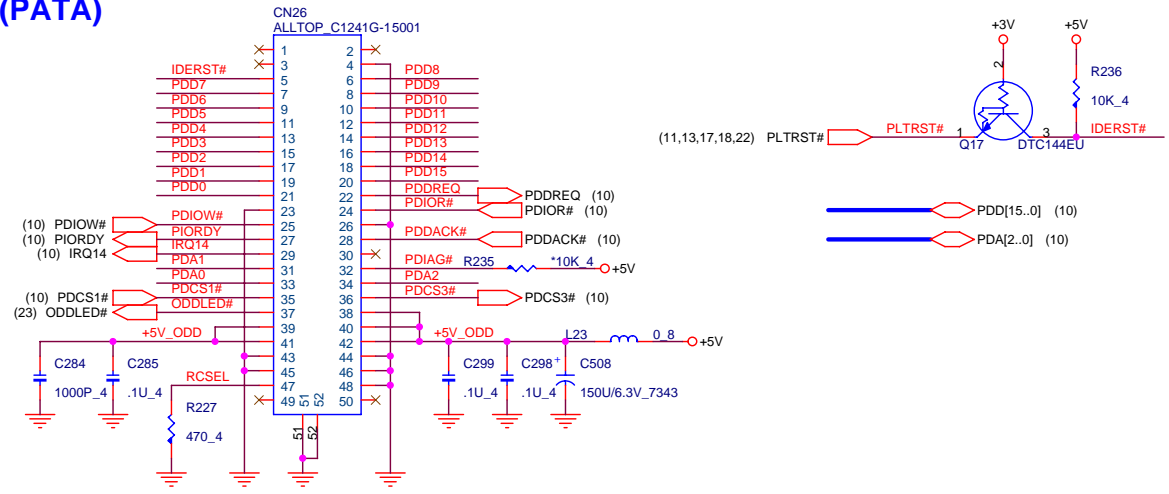 (PATA)
CN26
ALLTOP_C1241G-15001
1 2
3 4
IDERST# 5 6 PDD8
PDD7 7 8 PDD9
PDD6 9 10 PDD10
PDD5 11 12 PDD11
PDD4 13 14 PDD12
PDD3 15 16 PDD13
PDD2 17 18 PDD14
PDD1 19 20 PDD15
PDD0 21 22 PDDREQ PDDREQ (10)
23 24 PDIOR# PDIOR# (10)
(10) PDIOW# PDIOW# 25 26
(10) PIORDY PIORDY 27 28 PDDACK# PDDACK# (10)
(10) IRQ14 IRQ14 29 30
PDA1 31 32 PDIAG# R235 *10K_4 +5V
PDA0 33 34 PDA2
(10) PDCS1# PDCS1# 35 36 PDCS3# PDCS3# (10)
(23) ODDLED# ODDLED# 37 38
39 40
+5V_ODD 41 42 +5V_ODD L23 0_8 +5V
43 44
45 46
RCSEL 47 48
49 50
51 52
51 52
C284
1000P_4
C285
.1U_4
R227
470_4
C299
.1U_4
C298
.1U_4
+
C508
150U/6.3V_7343
+3V
+5V
2
R236
10K_4
(11,13,17,18,22) PLTRST# PLTRST# 1 3 IDERST#
Q17 DTC144EU
PDD[15..0] (10)
PDA[2..0] (10)